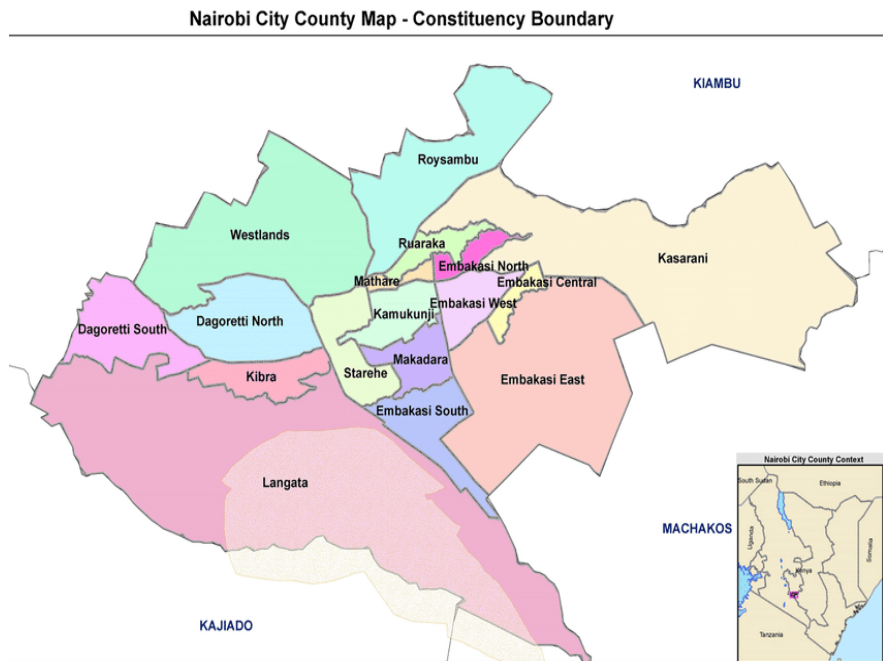 Nairobi City County Map - Constituency Boundary
KIAMBU
Roysambu
Westlands
Ruaraka
Kasarani
Embakasi North
Mathare
Embakasi Central
Embakasi West
Kamukunji
Dagoretti North
Dagoretti South
Makadara
Starehe
Kibra
Embakasi East
Embakasi South
Langata
MACHAKOS
KAJIADO
Nairobi City County Context
South Sudan
Ethiopia
Uganda
Kenya
Somalia
Tanzania